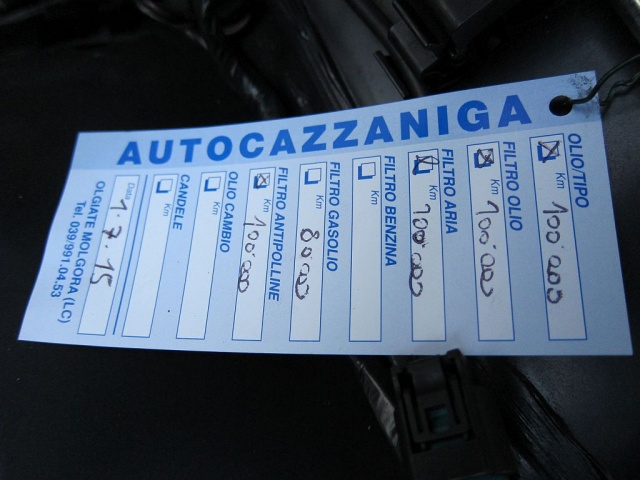 AUTOCAZZANIGA
OLIO/TIPO
Km 100.000
FILTRO OLIO
Km 100.000
FILTRO ARIA
Km 100.000
FILTRO BENZINA
Km
FILTRO GASOLIO
Km 80.000
FILTRO ANTIPOLLINE
Km 100.000
OLIO CAMBIO
Km
CANDELE
Km
Data 1.7.15
OLGIATE MOLGORA (LC)
Tel. 039/991.04.53